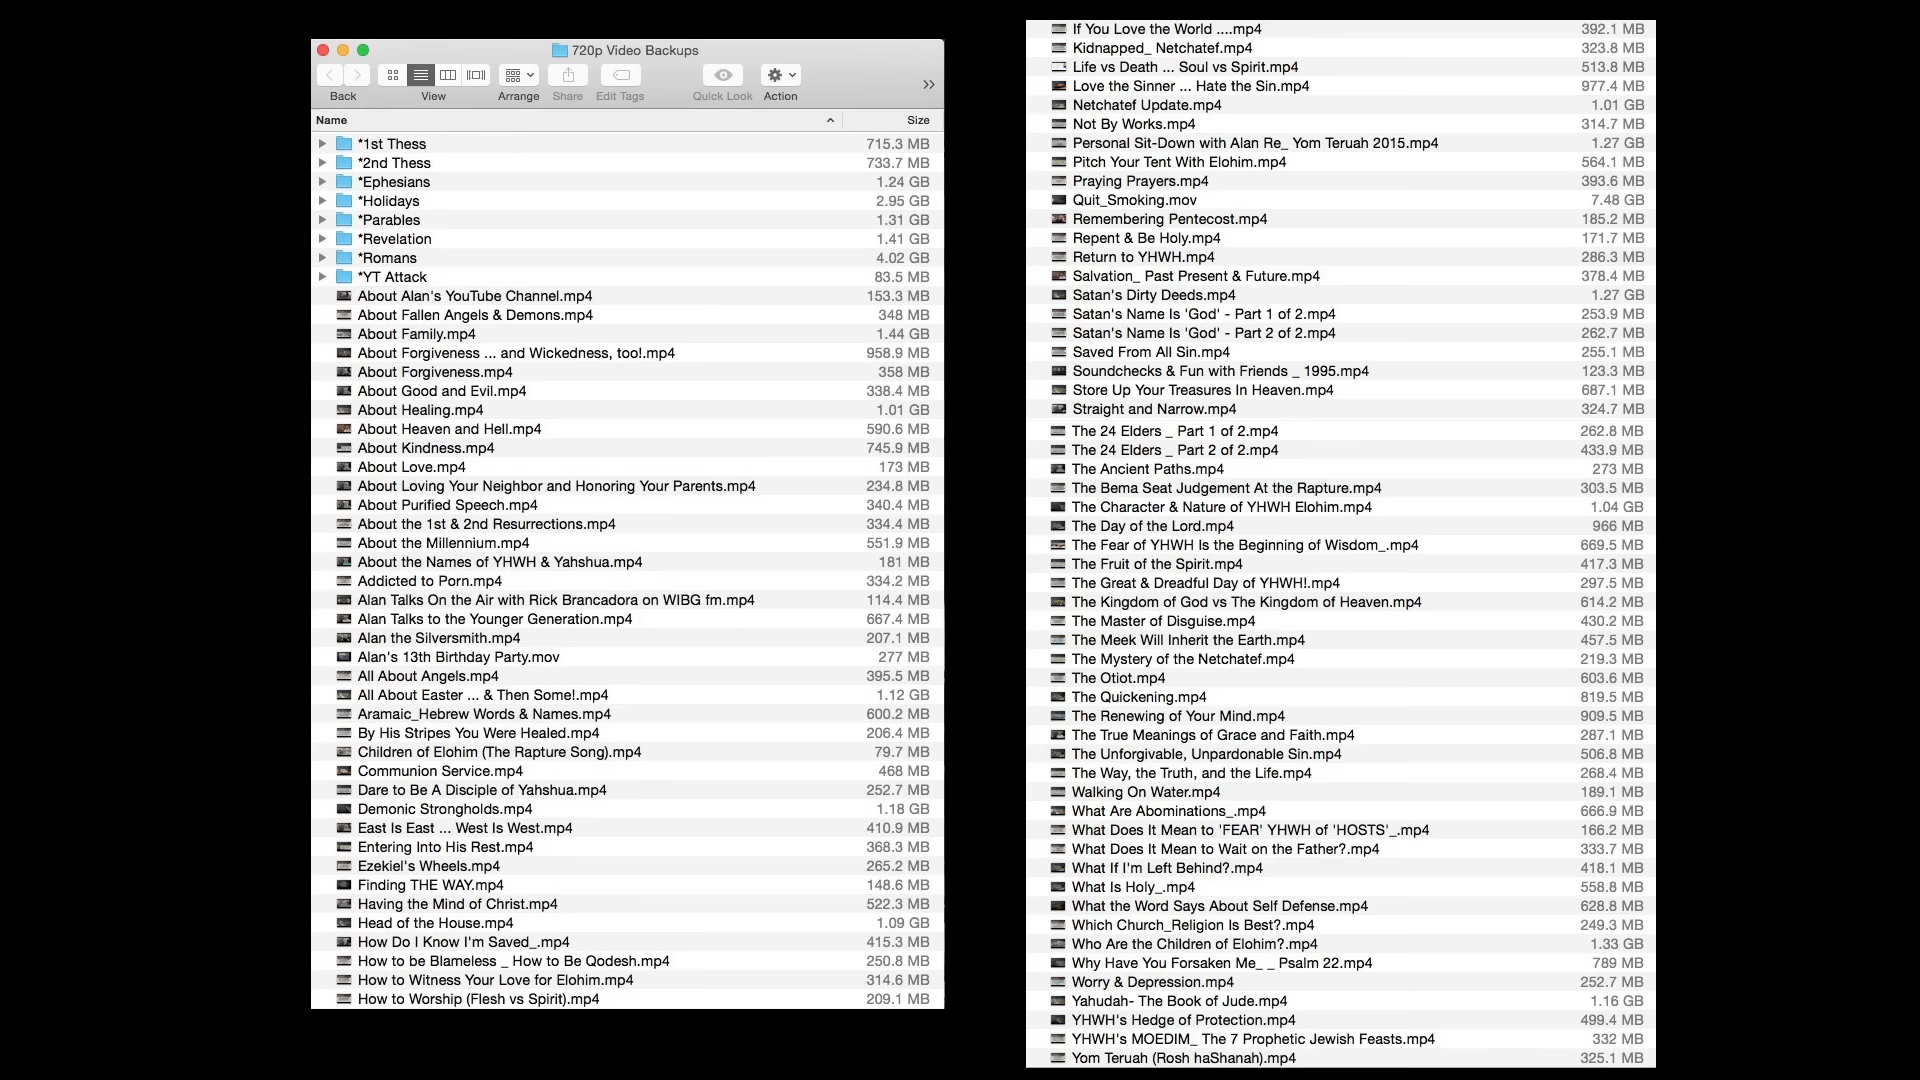 720p Video Backups
Back View Arrange Share Edit Tags Quick Look Action
Name Size
*1st Thess 715.3 MB
*2nd Thess 733.7 MB
*Ephesians 1.24 GB
*Holidays 2.95 GB
*Parables 1.31 GB
*Revelation 1.41 GB
*Romans 4.02 GB
*YT Attack 83.5 MB
About Alan's YouTube Channel.mp4 153.3 MB
About Fallen Angels & Demons.mp4 348 MB
About Family.mp4 1.44 GB
About Forgiveness ... and Wickedness, too!.mp4 958.9 MB
About Forgiveness.mp4 358 MB
About Good and Evil.mp4 338.4 MB
About Healing.mp4 1.01 GB
About Heaven and Hell.mp4 590.6 MB
About Kindness.mp4 745.9 MB
About Love.mp4 173 MB
About Loving Your Neighbor and Honoring Your Parents.mp4 234.8 MB
About Purified Speech.mp4 340.4 MB
About the 1st & 2nd Resurrections.mp4 334.4 MB
About the Millennium.mp4 551.9 MB
About the Names of YHWH & Yahshua.mp4 181 MB
Addicted to Porn.mp4 334.2 MB
Alan Talks On the Air with Rick Brancadora on WIBG fm.mp4 114.4 MB
Alan Talks to the Younger Generation.mp4 667.4 MB
Alan the Silversmith.mp4 207.1 MB
Alan's 13th Birthday Party.mov 277 MB
All About Angels.mp4 395.5 MB
All About Easter ... & Then Some!.mp4 1.12 GB
Aramaic_Hebrew Words & Names.mp4 600.2 MB
By His Stripes You Were Healed.mp4 206.4 MB
Children of Elohim (The Rapture Song).mp4 79.7 MB
Communion Service.mp4 468 MB
Dare to Be A Disciple of Yahshua.mp4 252.7 MB
Demonic Strongholds.mp4 1.18 GB
East Is East ... West Is West.mp4 410.9 MB
Entering Into His Rest.mp4 368.3 MB
Ezekiel's Wheels.mp4 265.2 MB
Finding THE WAY.mp4 148.6 MB
Having the Mind of Christ.mp4 522.3 MB
Head of the House.mp4 1.09 GB
How Do I Know I'm Saved_.mp4 415.3 MB
How to be Blameless _ How to Be Qodesh.mp4 250.8 MB
How to Witness Your Love for Elohim.mp4 314.6 MB
How to Worship (Flesh vs Spirit).mp4 209.1 MB
If You Love the World ....mp4 392.1 MB
Kidnapped_ Netchatef.mp4 323.8 MB
Life vs Death ... Soul vs Spirit.mp4 513.8 MB
Love the Sinner ... Hate the Sin.mp4 977.4 MB
Netchatef Update.mp4 1.01 GB
Not By Works.mp4 314.7 MB
Personal Sit-Down with Alan Re_ Yom Teruah 2015.mp4 1.27 GB
Pitch Your Tent With Elohim.mp4 564.1 MB
Praying Prayers.mp4 393.6 MB
Quit_Smoking.mov 7.48 GB
Remembering Pentecost.mp4 185.2 MB
Repent & Be Holy.mp4 171.7 MB
Return to YHWH.mp4 286.3 MB
Salvation_ Past Present & Future.mp4 378.4 MB
Satan's Dirty Deeds.mp4 1.27 GB
Satan's Name Is 'God' - Part 1 of 2.mp4 253.9 MB
Satan's Name Is 'God' - Part 2 of 2.mp4 262.7 MB
Saved From All Sin.mp4 255.1 MB
Soundchecks & Fun with Friends _ 1995.mp4 123.3 MB
Store Up Your Treasures In Heaven.mp4 687.1 MB
Straight and Narrow.mp4 324.7 MB
The 24 Elders _ Part 1 of 2.mp4 262.8 MB
The 24 Elders _ Part 2 of 2.mp4 433.9 MB
The Ancient Paths.mp4 273 MB
The Bema Seat Judgement At the Rapture.mp4 303.5 MB
The Character & Nature of YHWH Elohim.mp4 1.04 GB
The Day of the Lord.mp4 966 MB
The Fear of YHWH Is the Beginning of Wisdom_.mp4 669.5 MB
The Fruit of the Spirit.mp4 417.3 MB
The Great & Dreadful Day of YHWH!.mp4 297.5 MB
The Kingdom of God vs The Kingdom of Heaven.mp4 614.2 MB
The Master of Disguise.mp4 430.2 MB
The Meek Will Inherit the Earth.mp4 457.5 MB
The Mystery of the Netchatef.mp4 219.3 MB
The Otiot.mp4 603.6 MB
The Quickening.mp4 819.5 MB
The Renewing of Your Mind.mp4 909.5 MB
The True Meanings of Grace and Faith.mp4 287.1 MB
The Unforgivable, Unpardonable Sin.mp4 506.8 MB
The Way, the Truth, and the Life.mp4 268.4 MB
Walking On Water.mp4 189.1 MB
What Are Abominations_.mp4 666.9 MB
What Does It Mean to 'FEAR' YHWH of 'HOSTS'_.mp4 166.2 MB
What Does It Mean to Wait on the Father?.mp4 333.7 MB
What If I'm Left Behind?.mp4 418.1 MB
What Is Holy_.mp4 558.8 MB
What the Word Says About Self Defense.mp4 628.8 MB
Which Church_Religion Is Best?.mp4 249.3 MB
Who Are the Children of Elohim?.mp4 1.33 GB
Why Have You Forsaken Me_ _ Psalm 22.mp4 789 MB
Worry & Depression.mp4 252.7 MB
Yahudah- The Book of Jude.mp4 1.16 GB
YHWH's Hedge of Protection.mp4 499.4 MB
YHWH's MOEDIM_ The 7 Prophetic Jewish Feasts.mp4 332 MB
Yom Teruah (Rosh haShanah).mp4 325.1 MB